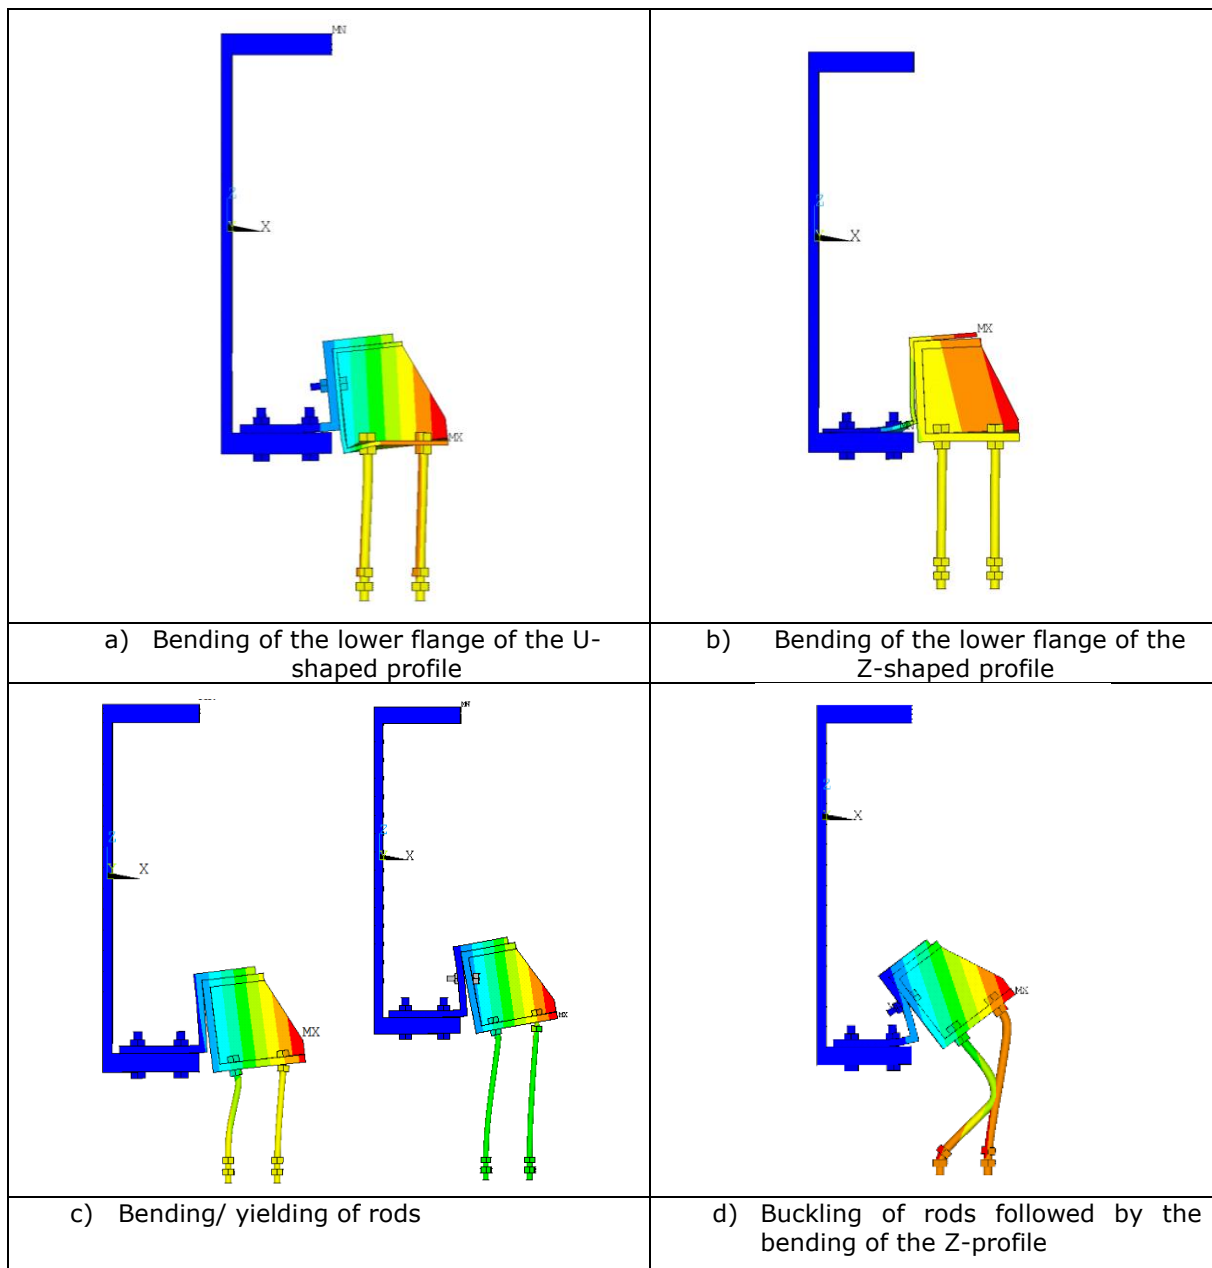 MN
Z
X
MX
Z
X
MX
a) Bending of the lower flange of the U-
shaped profile
b) Bending of the lower flange of the
Z-shaped profile
Z
X
MX
MN
Z
X
MX
Z
X
MX
c) Bending/ yielding of rods
d) Buckling of rods followed by the
bending of the Z-profile